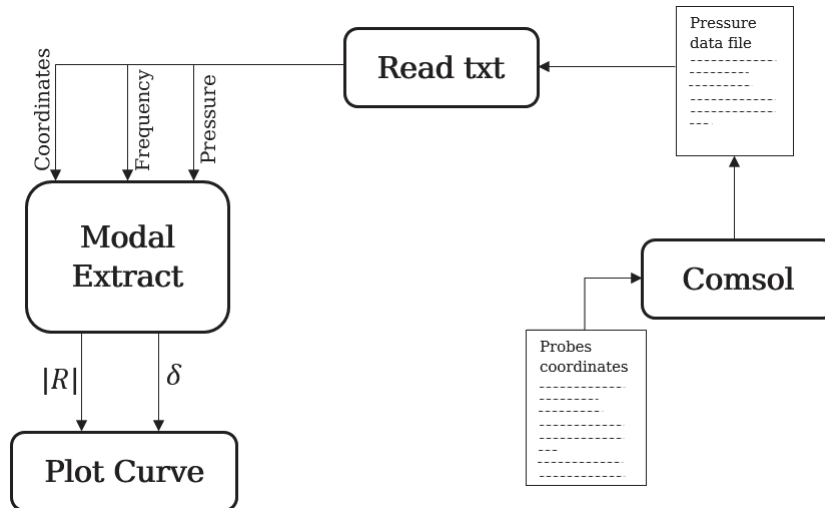 Pressure
data file
Read txt
Coordinates
Frequency
Pressure
Modal
Extract
Comsol
Probes
coordinates
|R|
δ
Plot Curve